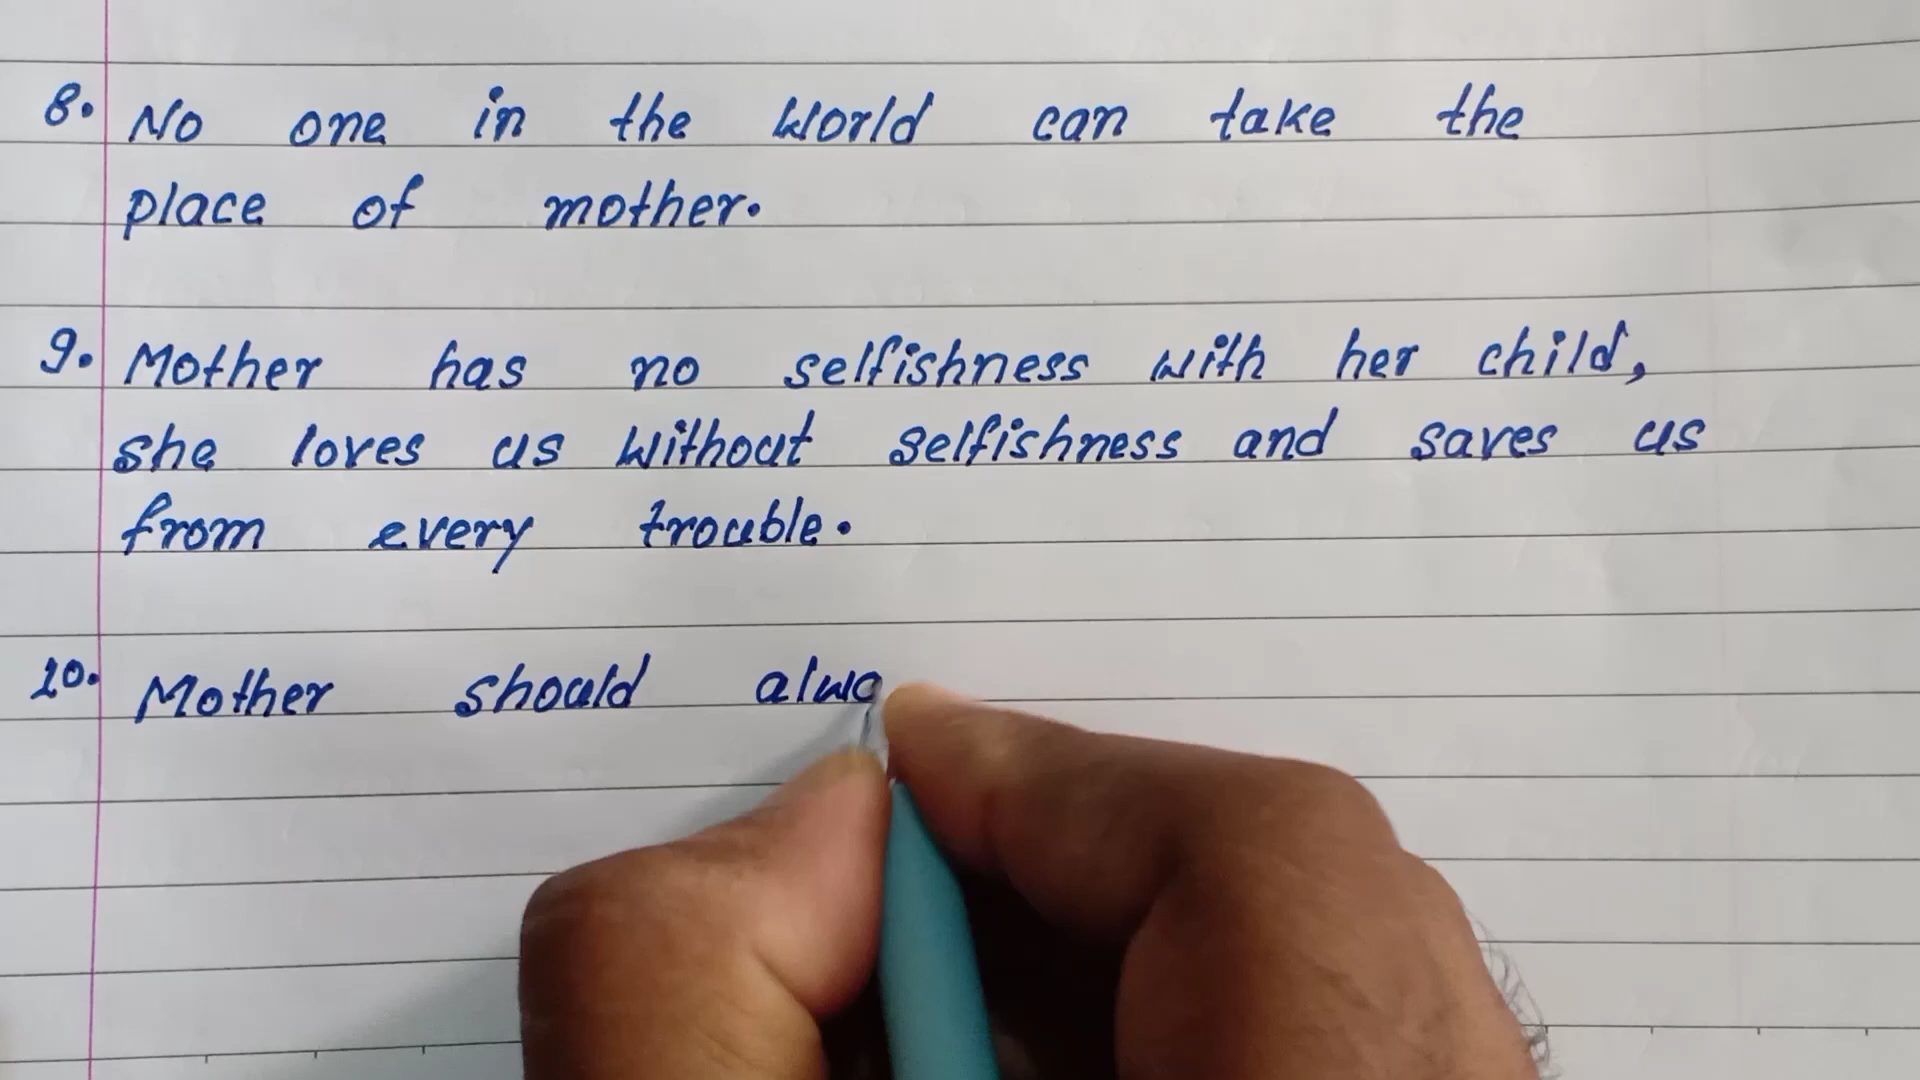 8. No one in the world can take the
place of mother.
9. Mother has no selfishness with her child,
she loves us without selfishness and saves us
from every trouble.
10. Mother should alwa